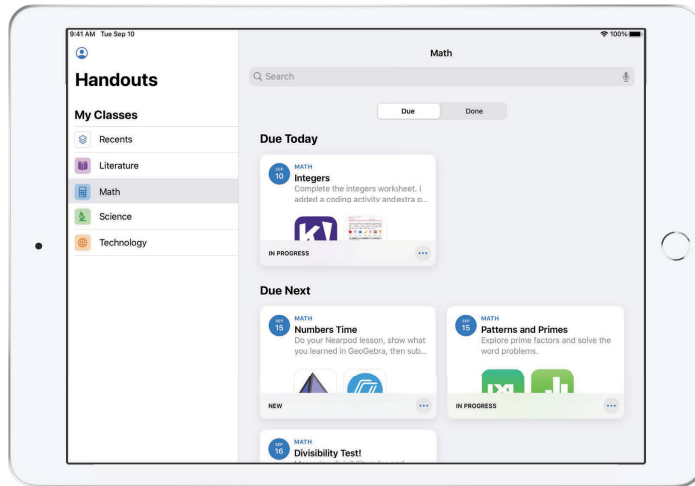 9:41 AM Tue Sep 10
100%
Handouts
My Classes
Recents
Literature
Math
Science
Technology
Math
Search
Due
Done
Due Today
SEP
10
MATH
Integers
Complete the integers worksheet. I
added a coding activity andextra p...
K!
IN PROGRESS
Due Next
SEP
15
MATH
Numbers Time
Do your Nearpod lesson, show what
you learned in GeoGebra, then sub...
NEW
SEP
15
MATH
Patterns and Primes
Explore prime factors and solve the
word problems.
IXL
IN PROGRESS
SEP
16
MATH
Divisibility Test!